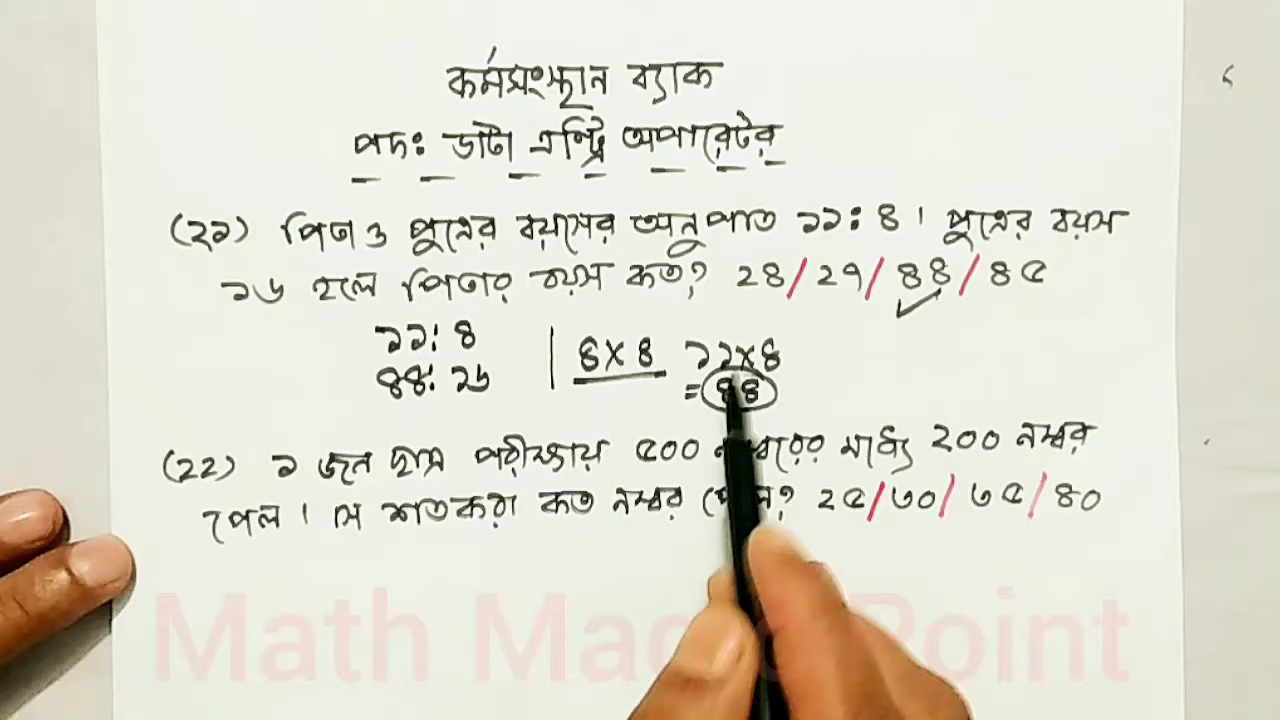 কর্মসংস্থান ব্যাংক
পদঃ ডাটা এন্ট্রি অপারেটর
(২১) পিতা ও পুত্রের বয়সের অনুপাত ১১:৪। পুত্রের বয়স
১৬ হলে পিতার বয়স কত? ২৪/২৭/৪৪/৪৫
১১:৪ ৪×৪ ১১×৪
৪৪:১৬ =৪৪
(২২) ১ জন ছাত্র পরীক্ষায় ৫০০ নম্বরের মধ্যে ২০০ নম্বর
পেল। সে শতকরা কত নম্বর পেল? ২৫/৩০/৩৫/৪০
Math Magic Point